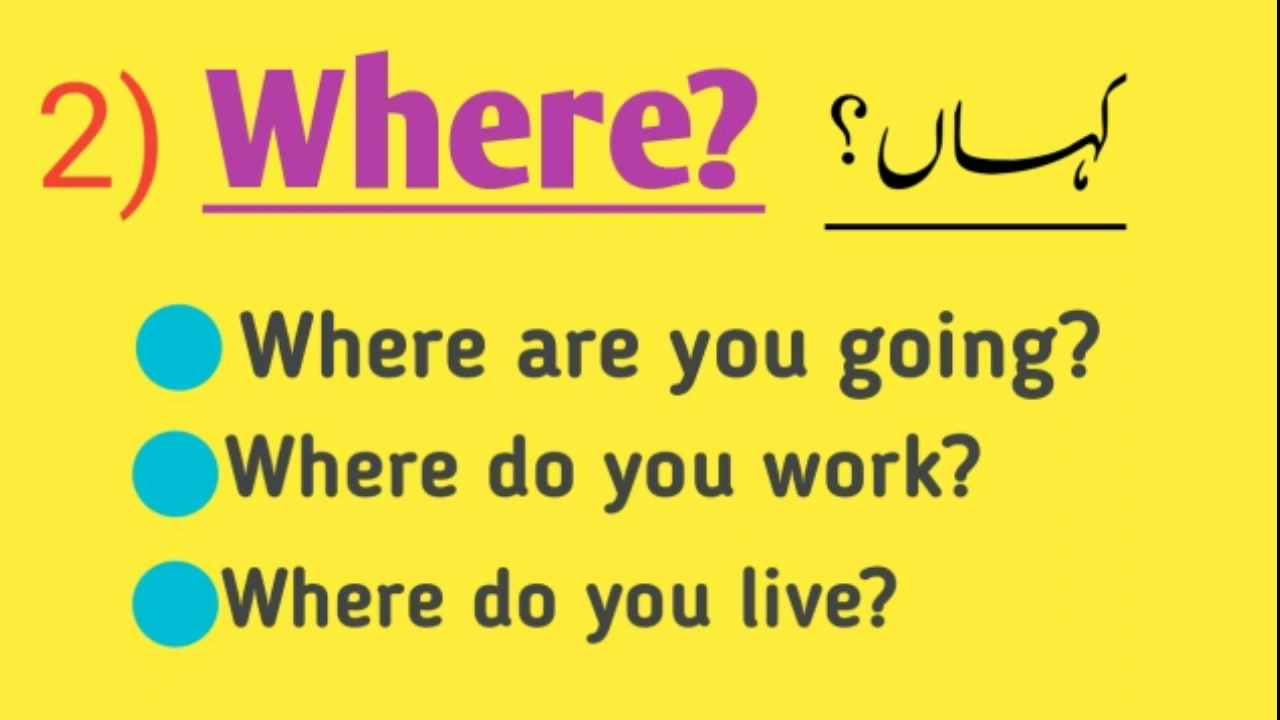 2) Where? کہاں؟
Where are you going?
Where do you work?
Where do you live?